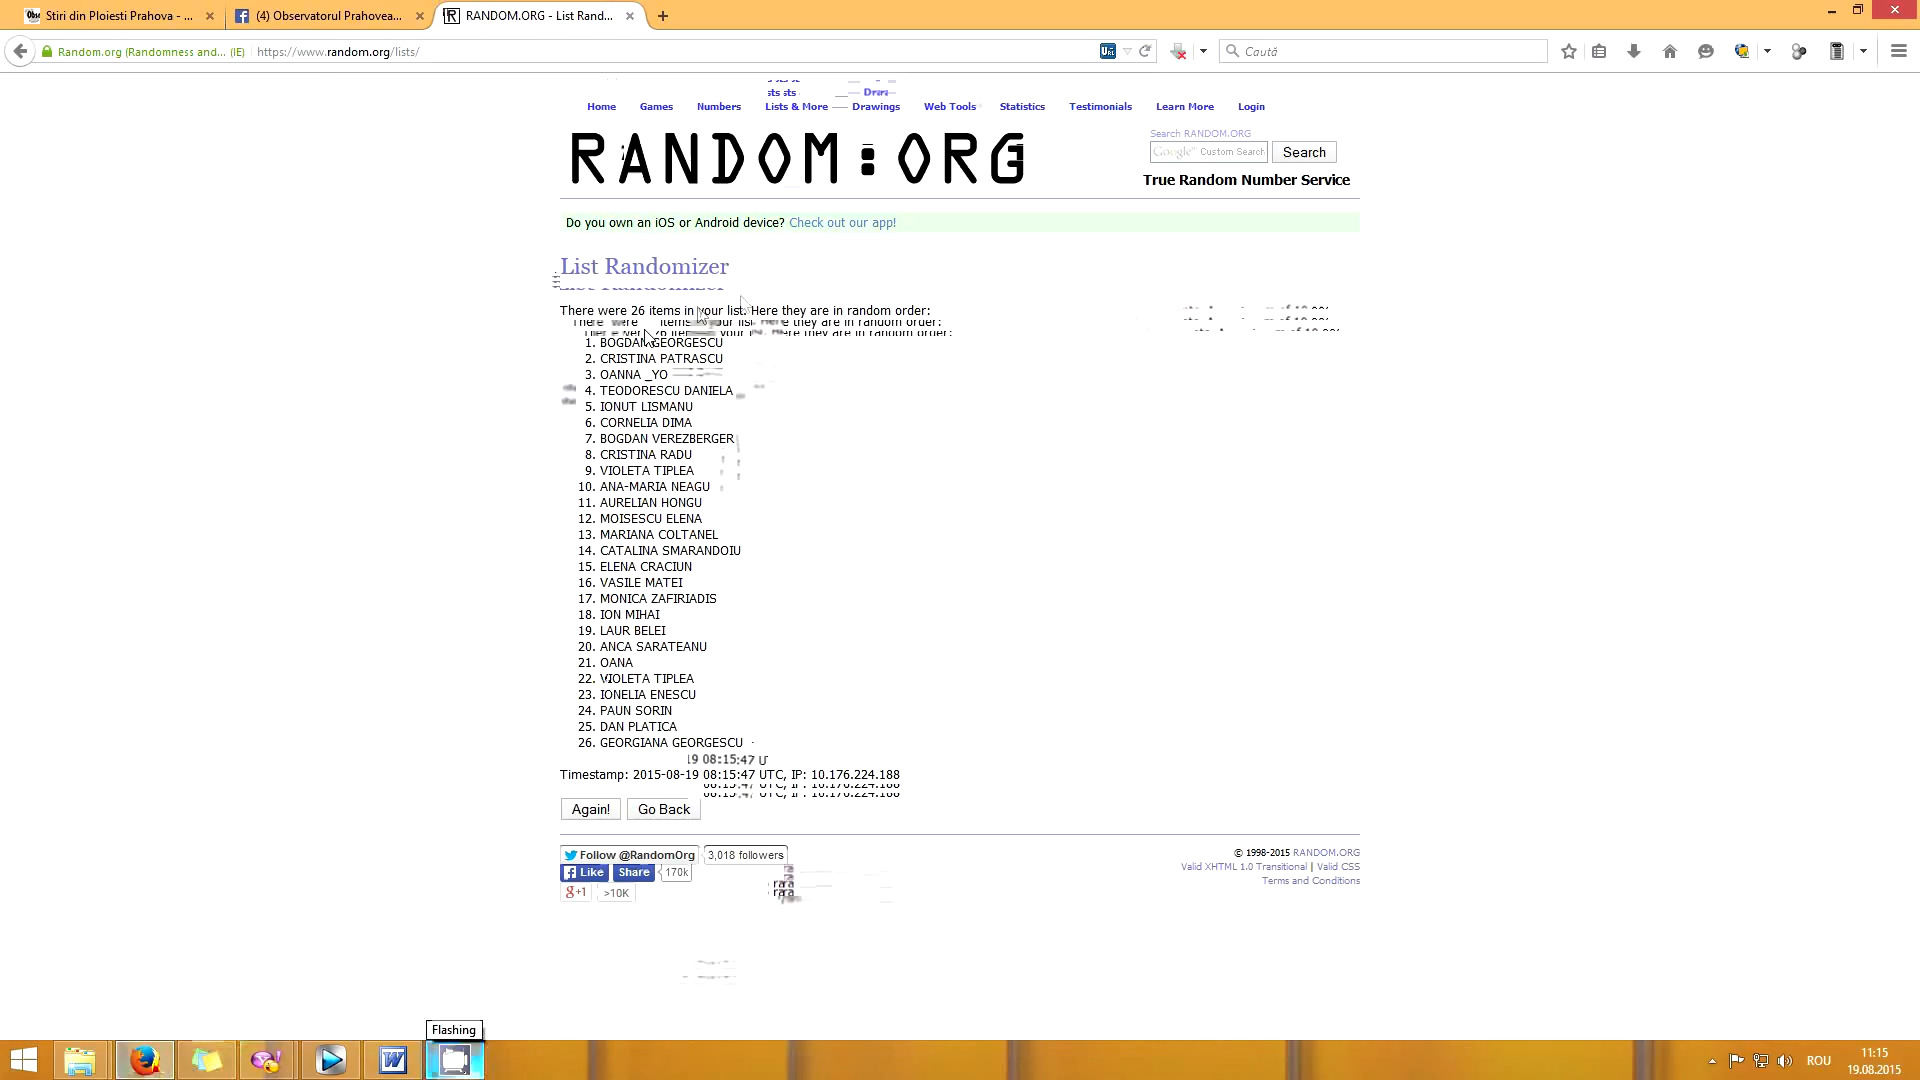 Stiri din Ploiesti Prahova - ...
(4) Observatorul Prahovea...
RANDOM.ORG - List Rand...
Random.org (Randomness and... (IE)
https://www.random.org/lists/
Caută
Home Games Numbers Lists & More Drawings Web Tools Statistics Testimonials Learn More Login
RANDOM:ORG
Search RANDOM.ORG
Google™ Custom Search
Search
True Random Number Service
Do you own an iOS or Android device? Check out our app!
List Randomizer
There were 26 items in your list. Here they are in random order:
1. BOGDAN GEORGESCU
2. CRISTINA PATRASCU
3. OANNA _YO
4. TEODORESCU DANIELA
5. IONUT LISMANU
6. CORNELIA DIMA
7. BOGDAN VEREZBERGER
8. CRISTINA RADU
9. VIOLETA TIPLEA
10. ANA-MARIA NEAGU
11. AURELIAN HONGU
12. MOISESCU ELENA
13. MARIANA COLTANEL
14. CATALINA SMARANDOIU
15. ELENA CRACIUN
16. VASILE MATEI
17. MONICA ZAFIRIADIS
18. ION MIHAI
19. LAUR BELEI
20. ANCA SARATEANU
21. OANA
22. VIOLETA TIPLEA
23. IONELIA ENESCU
24. PAUN SORIN
25. DAN PLATICA
26. GEORGIANA GEORGESCU
19 08:15:47 U
Timestamp: 2015-08-19 08:15:47 UTC, IP: 10.176.224.188
Again! Go Back
Follow @RandomOrg 3,018 followers
Like Share 170k
g+1 >10K
© 1998-2015 RANDOM.ORG
Valid XHTML 1.0 Transitional | Valid CSS
Terms and Conditions
Flashing
ROU
11:15
19.08.2015